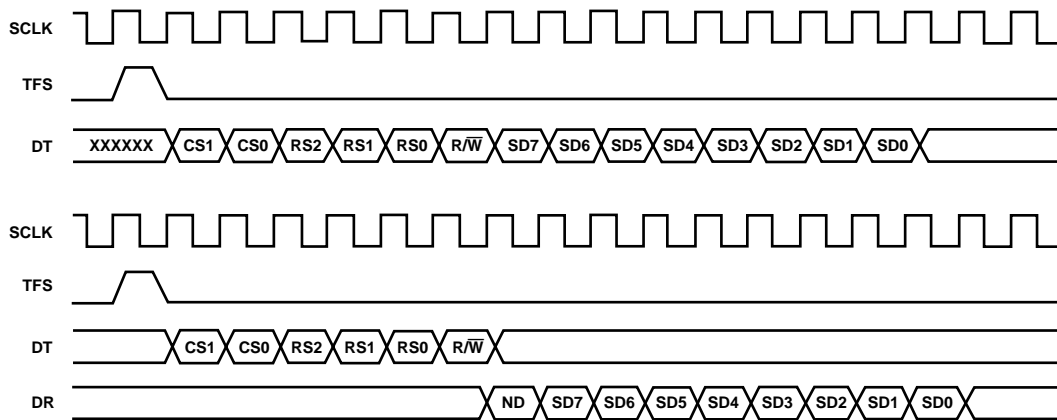 SCLK
TFS
DT XXXXXX CS1 CS0 RS2 RS1 RS0 R/W̅ SD7 SD6 SD5 SD4 SD3 SD2 SD1 SD0
SCLK
TFS
DT CS1 CS0 RS2 RS1 RS0 R/W̅
DR ND SD7 SD6 SD5 SD4 SD3 SD2 SD1 SD0